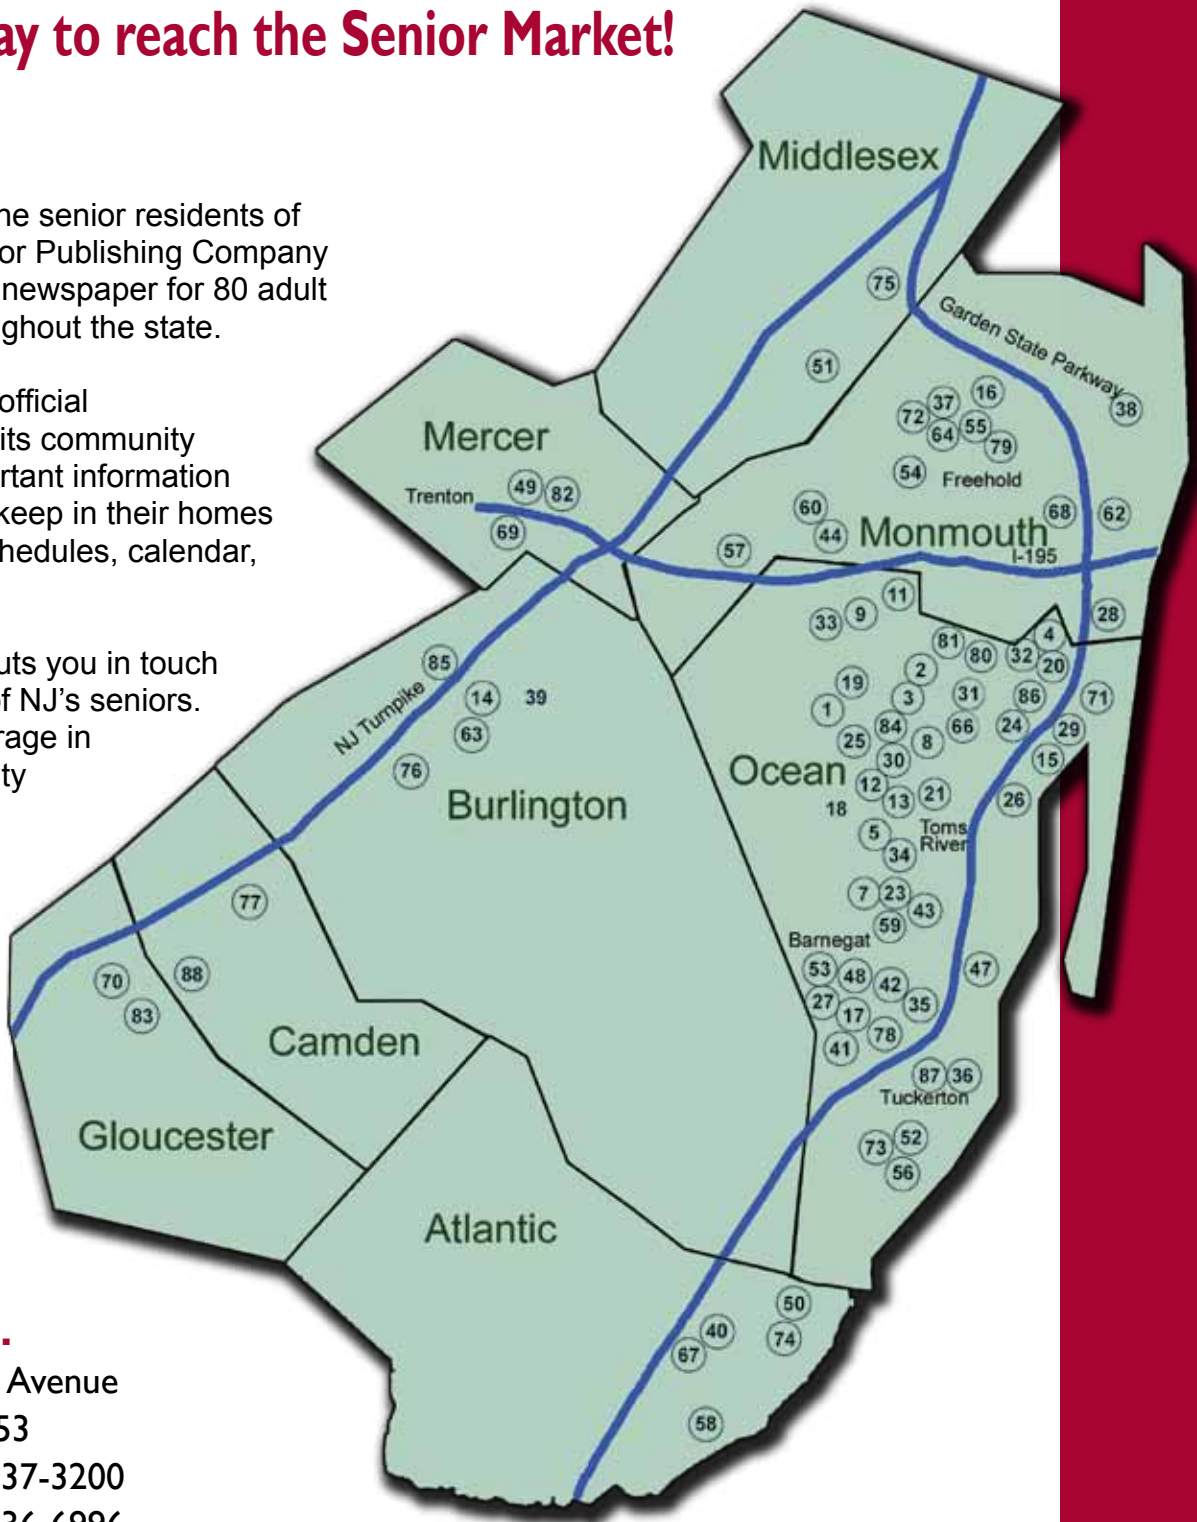 ay to reach the Senior Market!
he senior residents of
or Publishing Company
newspaper for 80 adult
ghout the state.
official
its community
rtant information
keep in their homes
hedules, calendar,
uts you in touch
of NJ's seniors.
rage in
ty
.
Avenue
53
37-3200
36-6996
Middlesex
75
Garden State Parkway
51
16
37
38
72
55
64
79
Mercer
54
Freehold
49
82
Trenton
60
68
62
69
44
Monmouth
57
I-195
11
9
33
28
4
81
80
32
20
85
2
19
14
39
3
31
86
71
1
NJ Turnpike
84
66
24
29
63
25
8
30
15
76
Ocean
12
21
13
26
Burlington
18
5
Toms
River
34
7
23
77
43
59
Barnegat
53
48
47
88
70
42
27
35
83
17
78
Camden
41
87
36
Tuckerton
Gloucester
52
73
56
Atlantic
50
40
74
67
58